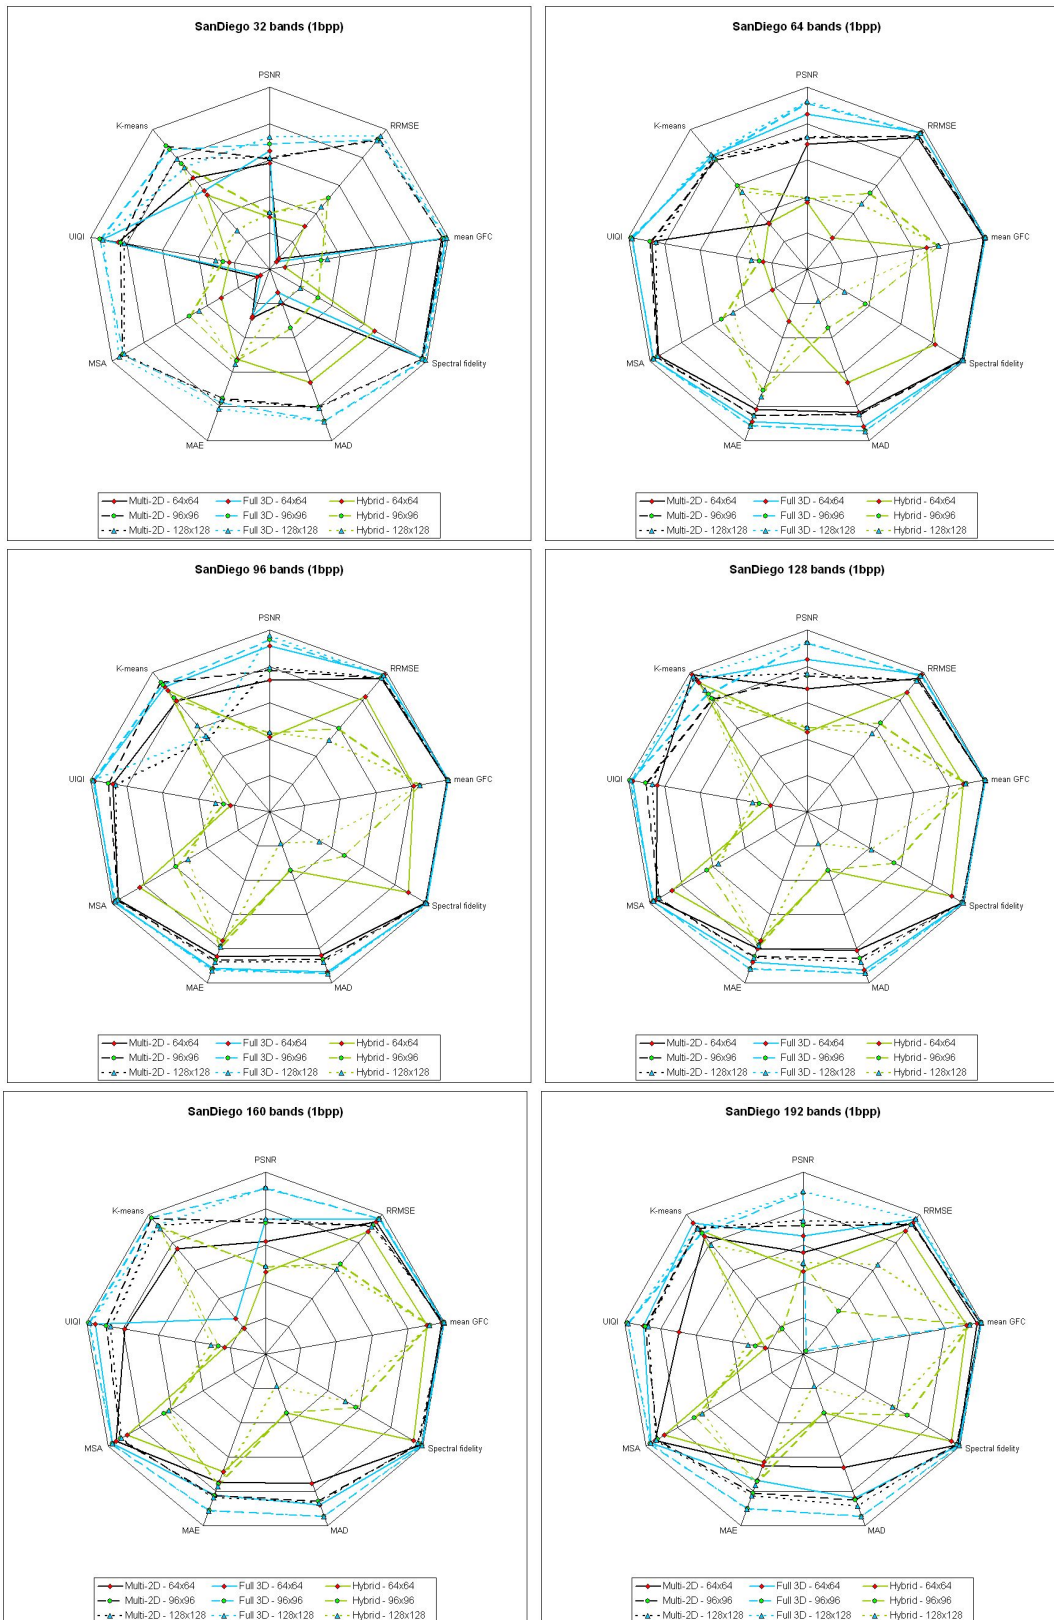 SanDiego 32 bands (1bpp)
PSNR
K-means
RRMSE
UIQI
mean GFC
MSA
Spectral fidelity
MAE
MAD
Multi-2D - 64x64 Full 3D - 64x64 Hybrid - 64x64
Multi-2D - 96x96 Full 3D - 96x96 Hybrid - 96x96
Multi-2D - 128x128 Full 3D - 128x128 Hybrid - 128x128
SanDiego 64 bands (1bpp)
PSNR
K-means
RRMSE
UIQI
mean GFC
MSA
Spectral fidelity
MAE
MAD
Multi-2D - 64x64 Full 3D - 64x64 Hybrid - 64x64
Multi-2D - 96x96 Full 3D - 96x96 Hybrid - 96x96
Multi-2D - 128x128 Full 3D - 128x128 Hybrid - 128x128
SanDiego 96 bands (1bpp)
PSNR
K-means
RRMSE
UIQI
mean GFC
MSA
Spectral fidelity
MAE
MAD
Multi-2D - 64x64 Full 3D - 64x64 Hybrid - 64x64
Multi-2D - 96x96 Full 3D - 96x96 Hybrid - 96x96
Multi-2D - 128x128 Full 3D - 128x128 Hybrid - 128x128
SanDiego 128 bands (1bpp)
PSNR
K-means
RRMSE
UIQI
mean GFC
MSA
Spectral fidelity
MAE
MAD
Multi-2D - 64x64 Full 3D - 64x64 Hybrid - 64x64
Multi-2D - 96x96 Full 3D - 96x96 Hybrid - 96x96
Multi-2D - 128x128 Full 3D - 128x128 Hybrid - 128x128
SanDiego 160 bands (1bpp)
PSNR
K-means
RRMSE
UIQI
mean GFC
MSA
Spectral fidelity
MAE
MAD
Multi-2D - 64x64 Full 3D - 64x64 Hybrid - 64x64
Multi-2D - 96x96 Full 3D - 96x96 Hybrid - 96x96
Multi-2D - 128x128 Full 3D - 128x128 Hybrid - 128x128
SanDiego 192 bands (1bpp)
PSNR
K-means
RRMSE
UIQI
mean GFC
MSA
Spectral fidelity
MAE
MAD
Multi-2D - 64x64 Full 3D - 64x64 Hybrid - 64x64
Multi-2D - 96x96 Full 3D - 96x96 Hybrid - 96x96
Multi-2D - 128x128 Full 3D - 128x128 Hybrid - 128x128